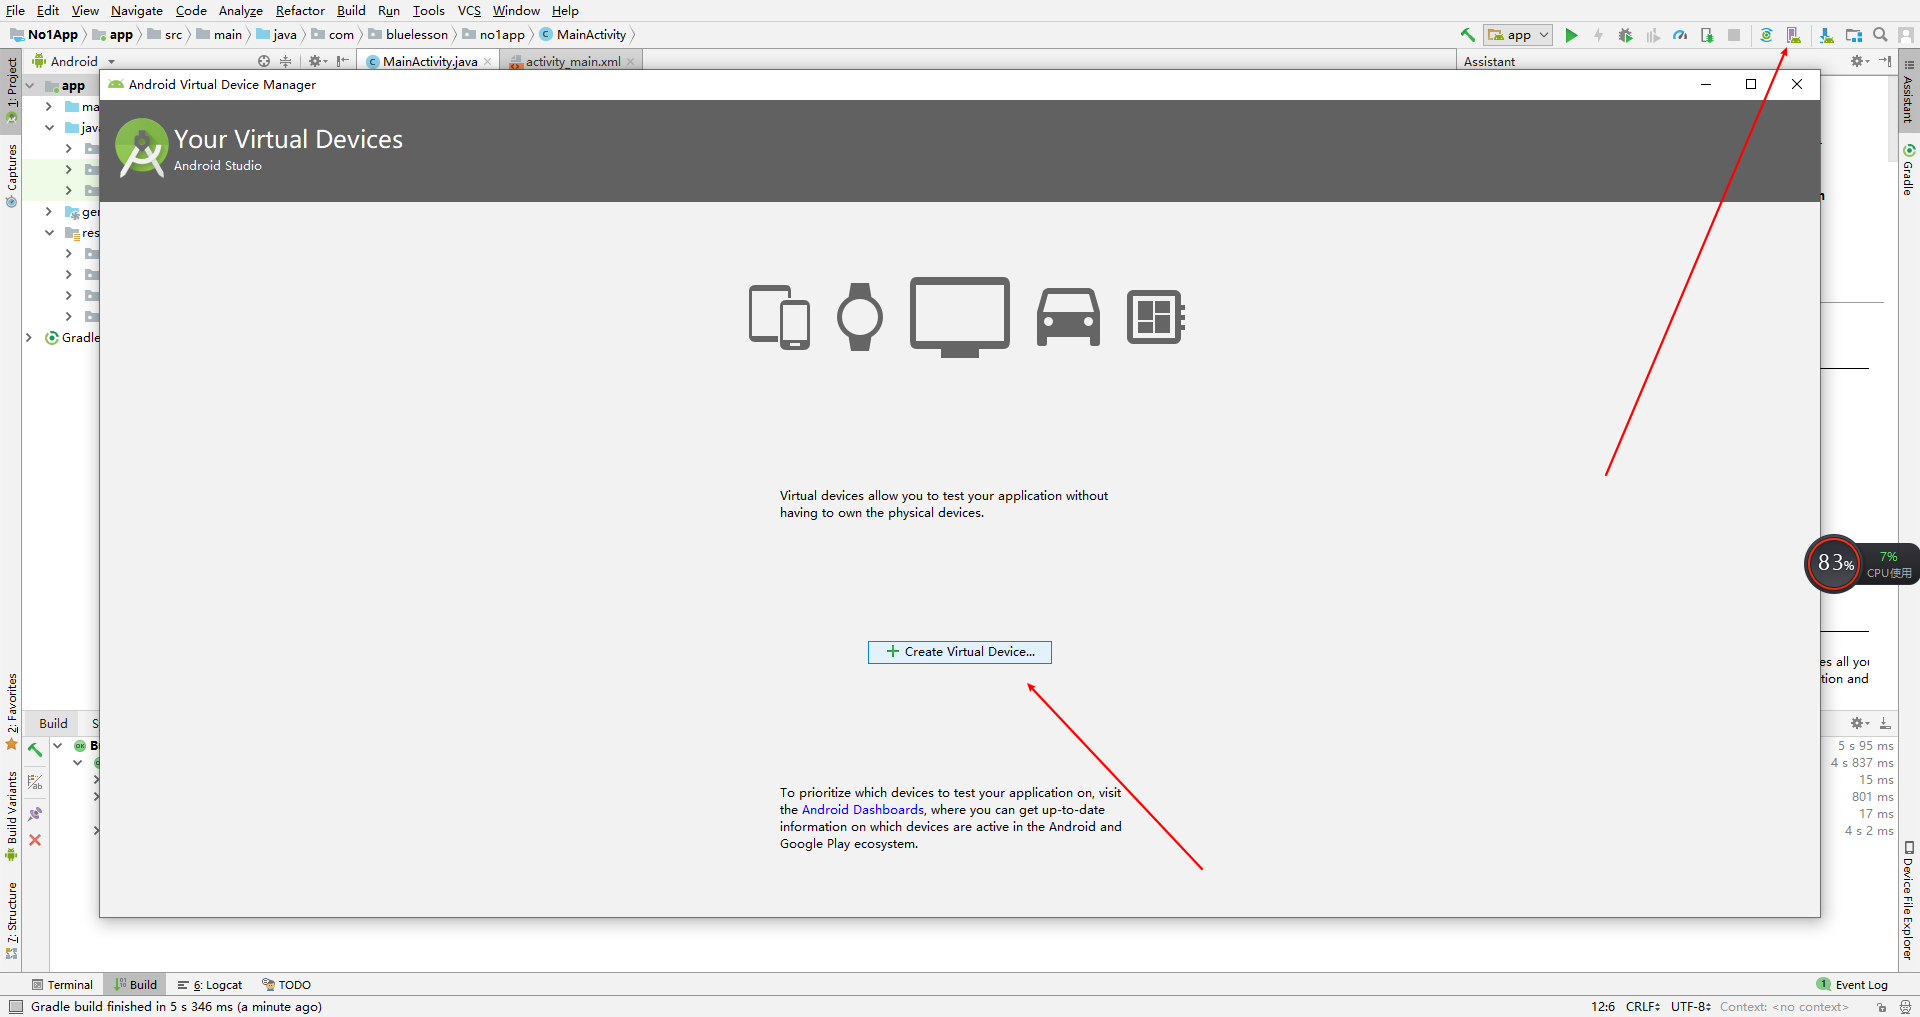 File Edit View Navigate Code Analyze Refactor Build Run Tools VCS Window Help
No1App app src main java com bluelesson no1app MainActivity
app
Android
MainActivity.java
activity_main.xml
Assistant
1: Project
Captures
2: Favorites
Build Variants
7: Structure
app
ma
java
ger
res
Gradle
Android Virtual Device Manager
Your Virtual Devices
Android Studio
Virtual devices allow you to test your application without
having to own the physical devices.
Create Virtual Device...
To prioritize which devices to test your application on, visit
the Android Dashboards, where you can get up-to-date
information on which devices are active in the Android and
Google Play ecosystem.
Assistant
Gradle
Device File Explorer
83%
7%
CPU使用
es all you
tion and
Build
S
OK
5 s 95 ms
4 s 837 ms
15 ms
801 ms
17 ms
4 s 2 ms
Terminal Build 6: Logcat TODO
1 Event Log
Gradle build finished in 5 s 346 ms (a minute ago)
12:6 CRLF UTF-8 Context: <no context>